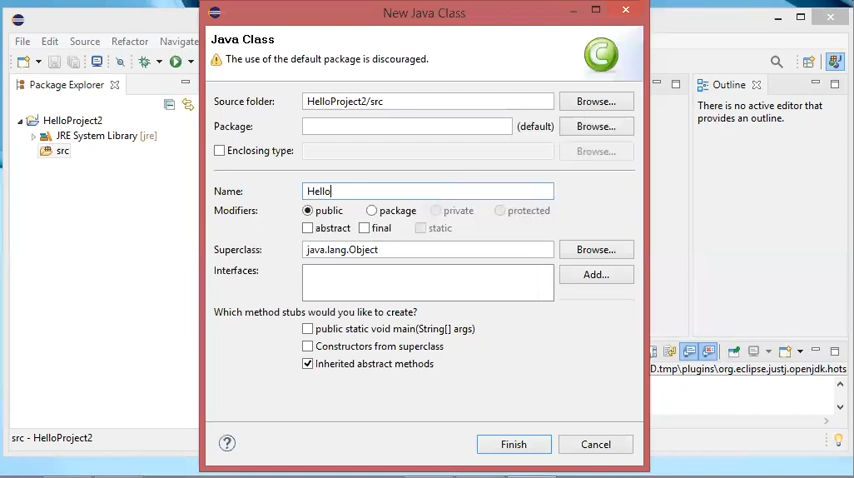 New Java Class
File Edit Source Refactor Navigate
Package Explorer
HelloProject2
JRE System Library [jre]
src
src - HelloProject2
Java Class
The use of the default package is discouraged.
Source folder: HelloProject2/src Browse...
Package: (default) Browse...
Enclosing type: Browse...
Name: Hello
Modifiers: public package private protected
abstract final static
Superclass: java.lang.Object Browse...
Interfaces: Add...
Which method stubs would you like to create?
public static void main(String[] args)
Constructors from superclass
Inherited abstract methods
? Finish Cancel
Outline
There is no active editor that
provides an outline.
D.tmp\plugins\org.eclipse.justj.openjdk.hots